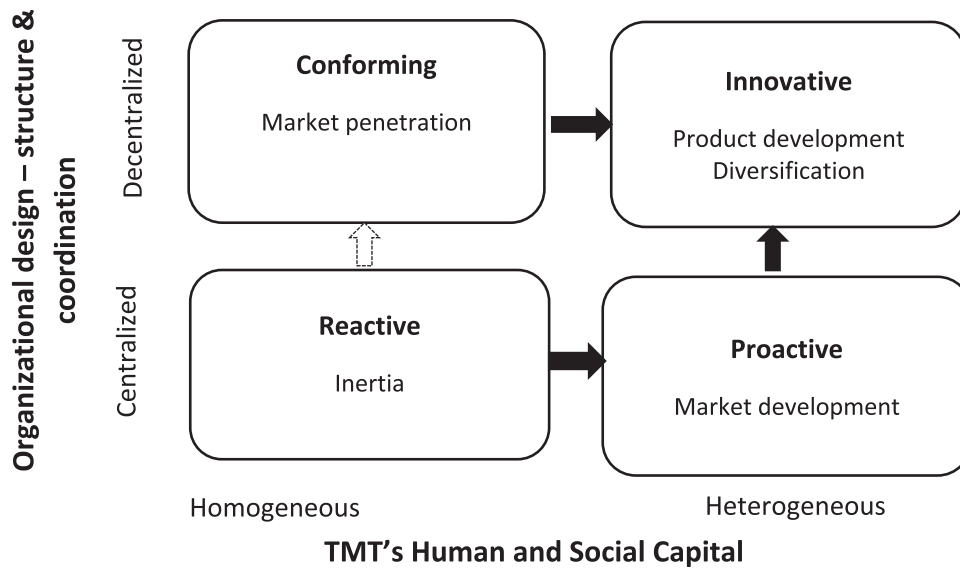 Organizational design – structure &
coordination
Decentralized
Conforming
Market penetration
Innovative
Product development
Diversification
Centralized
Reactive
Inertia
Proactive
Market development
Homogeneous
Heterogeneous
TMT's Human and Social Capital